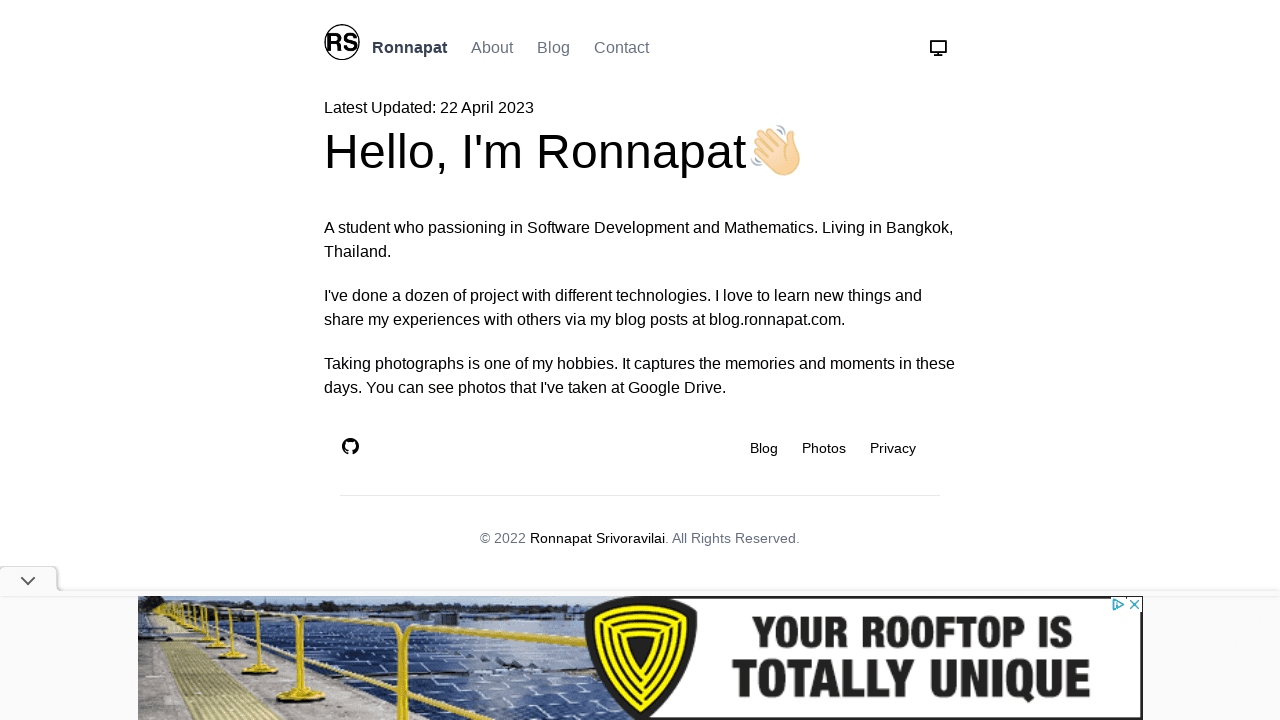 RS Ronnapat About Blog Contact
Latest Updated: 22 April 2023
Hello, I'm Ronnapat👋🏼
A student who passioning in Software Development and Mathematics. Living in Bangkok,
Thailand.
I've done a dozen of project with different technologies. I love to learn new things and
share my experiences with others via my blog posts at blog.ronnapat.com.
Taking photographs is one of my hobbies. It captures the memories and moments in these
days. You can see photos that I've taken at Google Drive.
Blog Photos Privacy
© 2022 Ronnapat Srivoravilai. All Rights Reserved.
YOUR ROOFTOP IS
TOTALLY UNIQUE